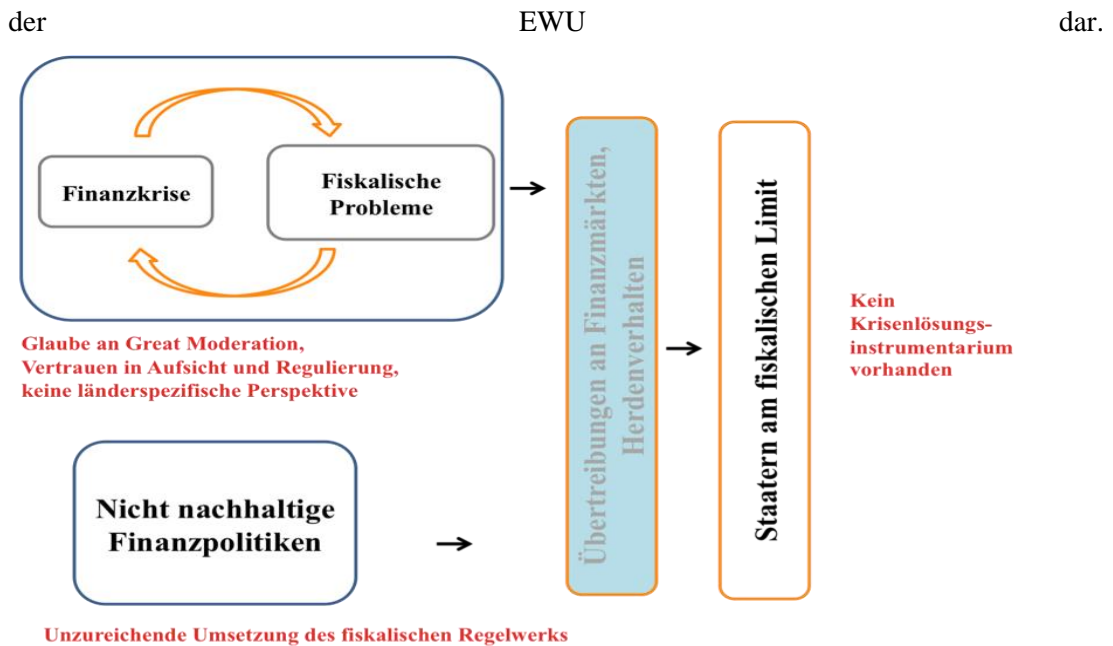 der EWU dar.
Finanzkrise
Fiskalische
Probleme
Glaube an Great Moderation,
Vertrauen in Aufsicht und Regulierung,
keine länderspezifische Perspektive
Nicht nachhaltige
Finanzpolitiken
Unzureichende Umsetzung des fiskalischen Regelwerks
Übertreibungen an Finanzmärkten,
Herdenverhalten
Staatern am fiskalischen Limit
Kein
Krisenlösungs-
instrumentarium
vorhanden